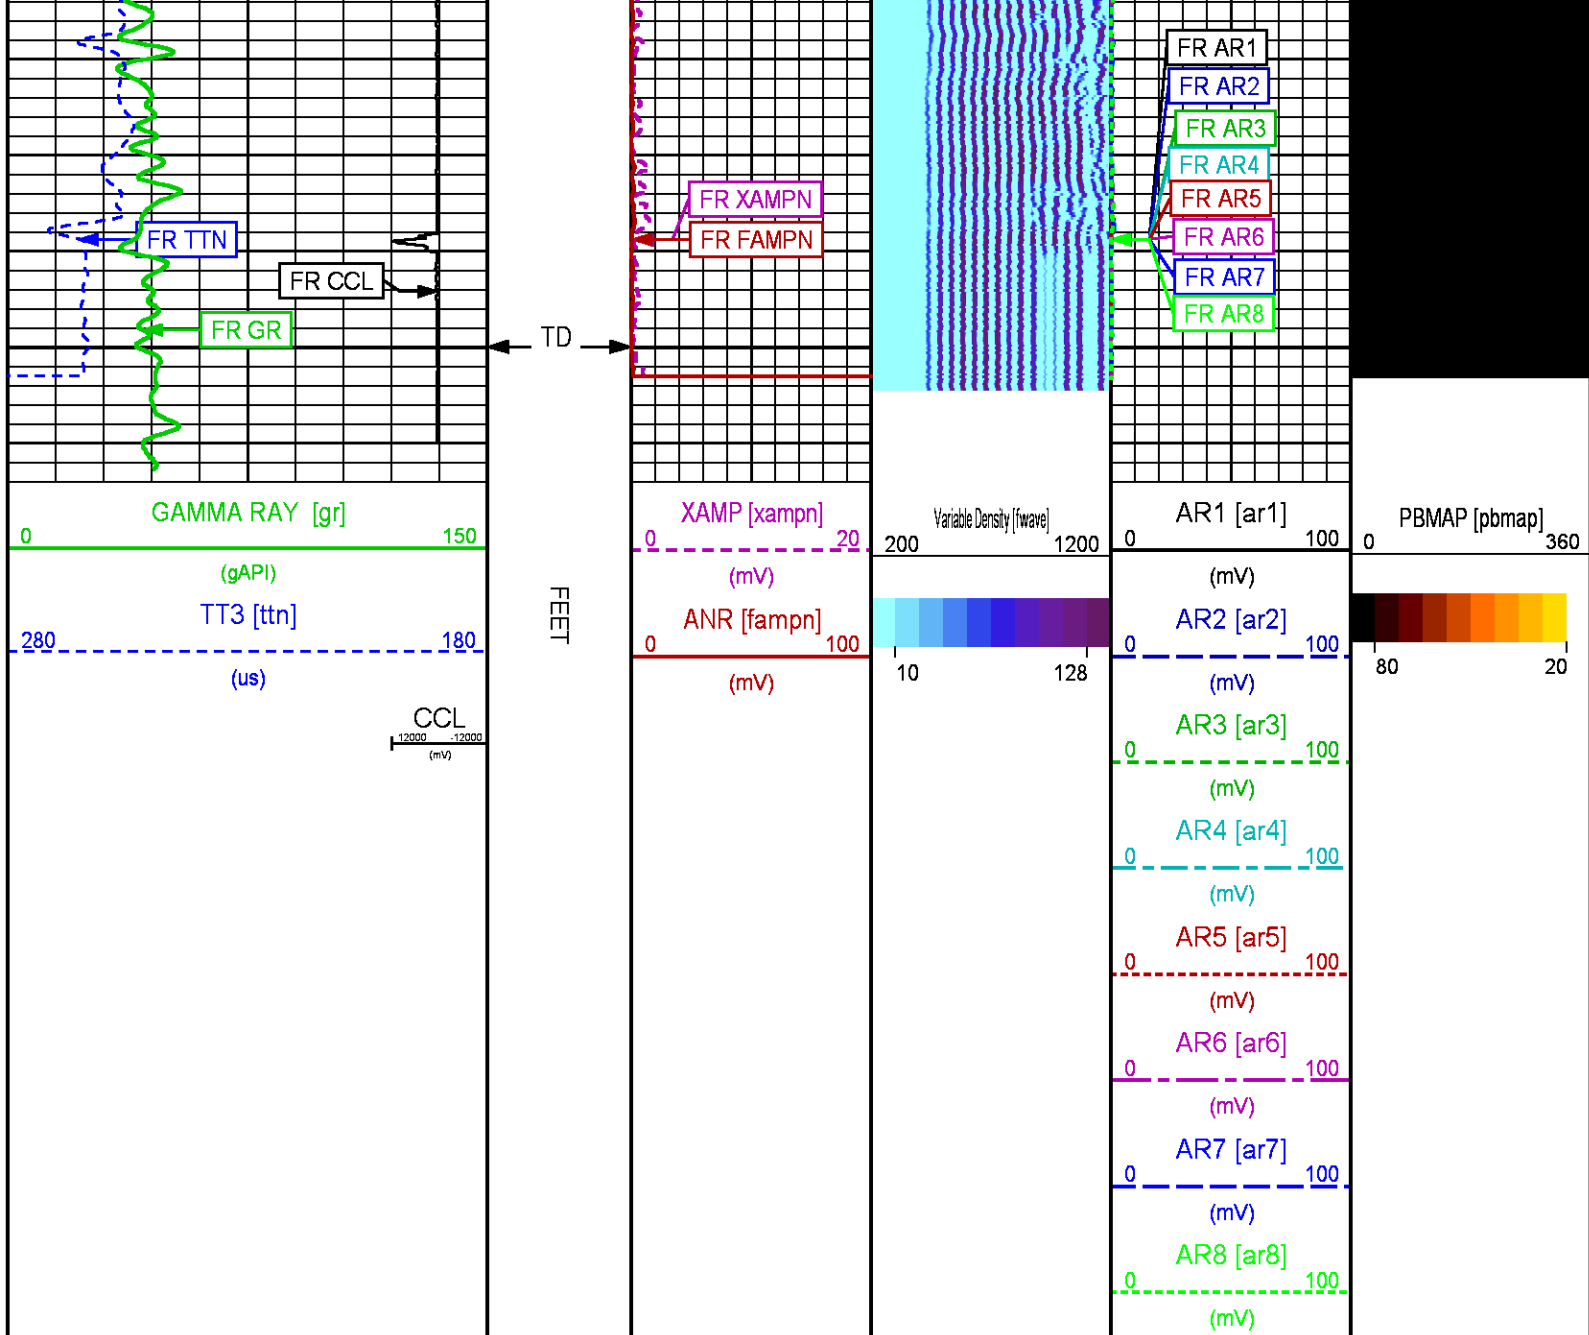 FR AR1
FR AR2
FR AR3
FR AR4
FR XAMPN
FR AR5
FR TTN
FR FAMPN
FR AR6
FR CCL
FR AR7
FR AR8
FR GR
TD
GAMMA RAY [gr]
0 150
(gAPI)
TT3 [ttn]
280 180
(us)
CCL
12000 -12000
(mV)
FEET
XAMP [xampn]
0 20
(mV)
ANR [fampn]
0 100
(mV)
Variable Density [fwave]
200 1200
10 128
AR1 [ar1]
0 100
(mV)
AR2 [ar2]
0 100
(mV)
AR3 [ar3]
0 100
(mV)
AR4 [ar4]
0 100
(mV)
AR5 [ar5]
0 100
(mV)
AR6 [ar6]
0 100
(mV)
AR7 [ar7]
0 100
(mV)
AR8 [ar8]
0 100
(mV)
PBMAP [pbmap]
0 360
80 20